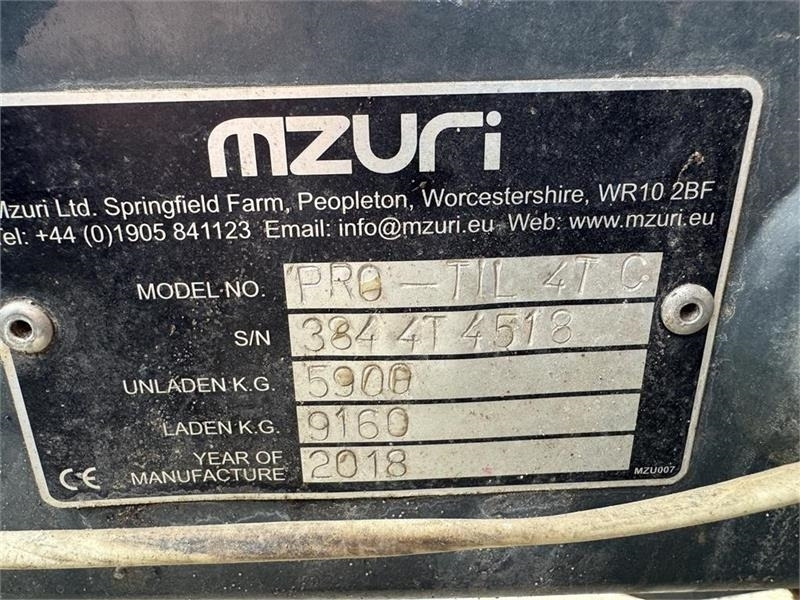 mzuri
Mzuri Ltd. Springfield Farm, Peopleton, Worcestershire, WR10 2BF
Tel: +44 (0)1905 841123 Email: info@mzuri.eu Web: www.mzuri.eu
MODEL NO. PRO - TIL 4T C
S/N 384 4T 4518
UNLADEN K.G. 5900
LADEN K.G. 9160
YEAR OF
MANUFACTURE 2018
CE
MZU007